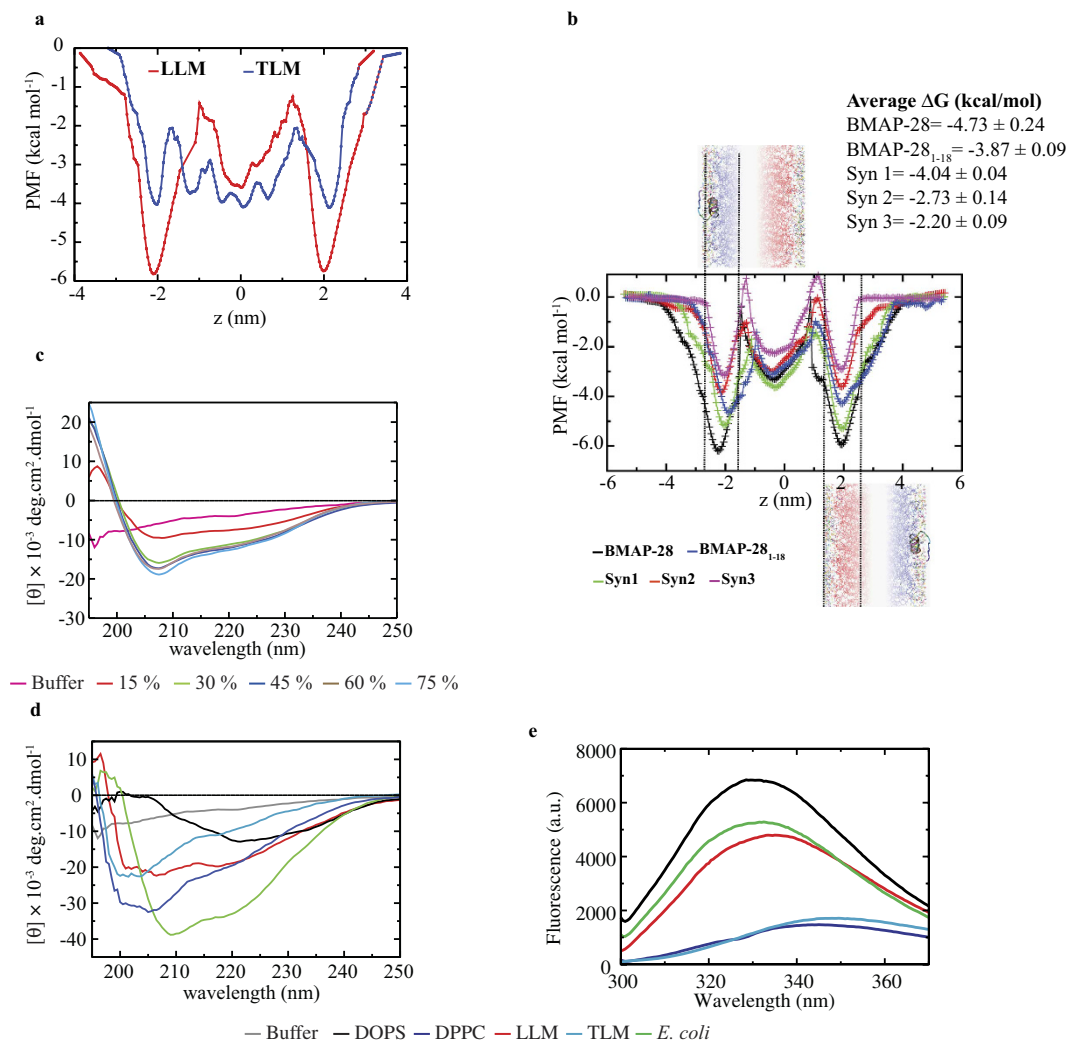 a
PMF (kcal mol⁻¹)
0
-1
-2
-3
-4
-5
-6
LLM TLM
-4 -2 0 2 4
z (nm)
b
Average ΔG (kcal/mol)
BMAP-28= -4.73 ± 0.24
BMAP-28₁₋₁₈= -3.87 ± 0.09
Syn 1= -4.04 ± 0.04
Syn 2= -2.73 ± 0.14
Syn 3= -2.20 ± 0.09
PMF (kcal mol⁻¹)
0.0
-2.0
-4.0
-6.0
-6 -4 -2 0 2 4 6
z (nm)
BMAP-28 BMAP-28₁₋₁₈
Syn1 Syn2 Syn3
c
[θ] × 10⁻³ deg.cm².dmol⁻¹
20
10
0
-10
-20
-30
200 210 220 230 240 250
wavelength (nm)
Buffer 15 % 30 % 45 % 60 % 75 %
d
[θ] × 10⁻³ deg.cm².dmol⁻¹
10
0
-10
-20
-30
-40
200 210 220 230 240 250
wavelength (nm)
e
Fluorescence (a.u.)
8000
6000
4000
2000
0
300 320 340 360
Wavelength (nm)
Buffer DOPS DPPC LLM TLM E. coli